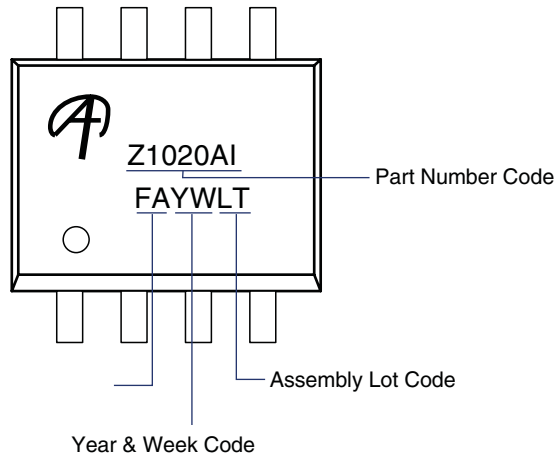 Z1020AI
Part Number Code
FAYWLT
Assembly Lot Code
Year & Week Code